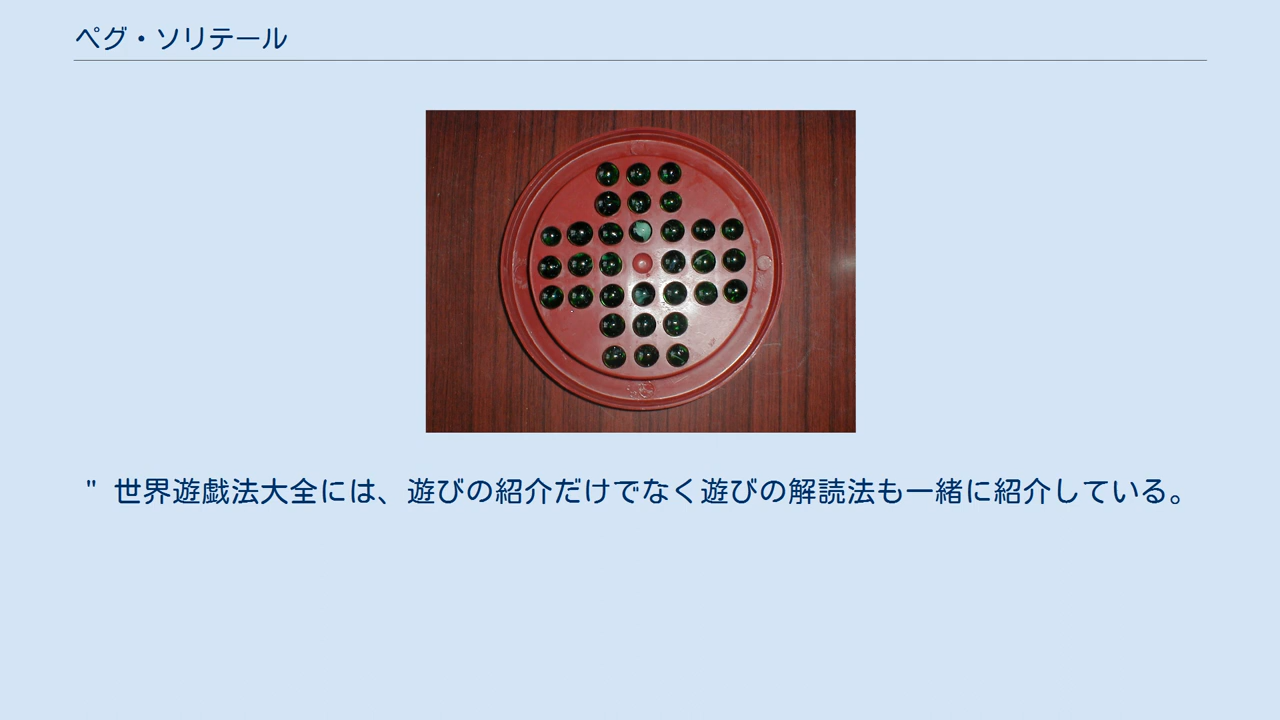 ペグ・ソリテール
" 世界遊戯法大全には、遊びの紹介だけでなく遊びの解読法も一緒に紹介している。